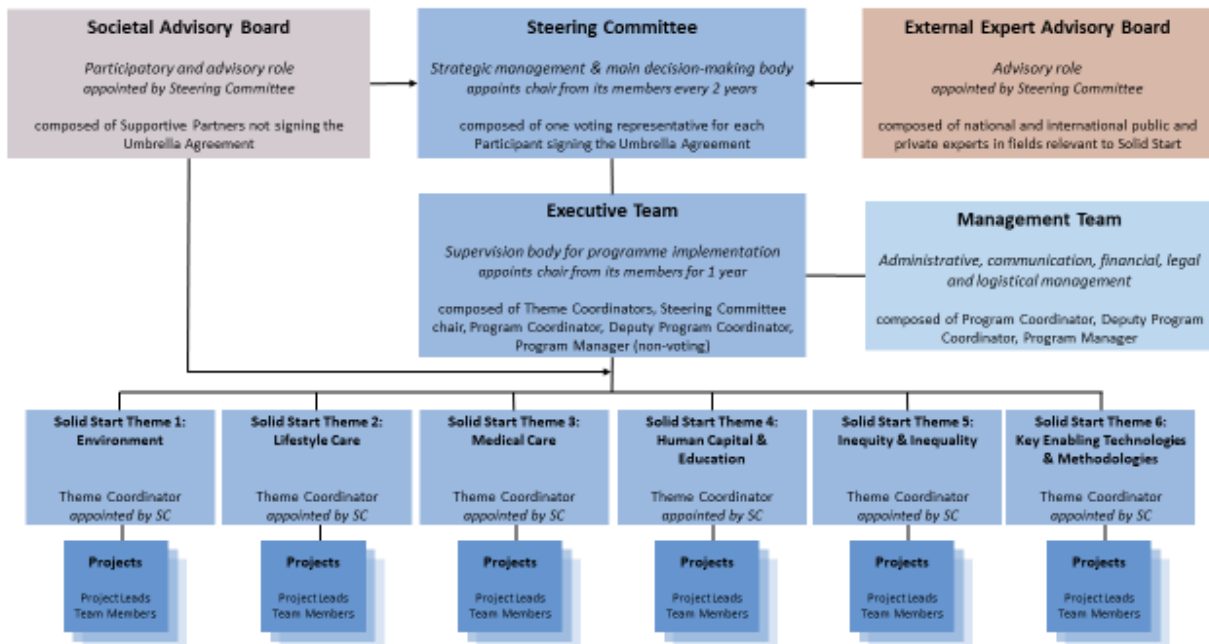 Societal Advisory Board
Participatory and advisory role
appointed by Steering Committee
composed of Supportive Partners not signing the
Umbrella Agreement
Steering Committee
Strategic management & main decision-making body
appoints chair from its members every 2 years
composed of one voting representative for each
Participant signing the Umbrella Agreement
External Expert Advisory Board
Advisory role
appointed by Steering Committee
composed of national and international public and
private experts in fields relevant to Solid Start
Executive Team
Supervision body for programme implementation
appoints chair from its members for 1 year
composed of Theme Coordinators, Steering Committee
chair, Program Coordinator, Deputy Program Coordinator,
Program Manager (non-voting)
Management Team
Administrative, communication, financial, legal
and logistical management
composed of Program Coordinator, Deputy Program
Coordinator, Program Manager
Solid Start Theme 1:
Environment
Theme Coordinator
appointed by SC
Solid Start Theme 2:
Lifestyle Care
Theme Coordinator
appointed by SC
Solid Start Theme 3:
Medical Care
Theme Coordinator
appointed by SC
Solid Start Theme 4:
Human Capital &
Education
Theme Coordinator
appointed by SC
Solid Start Theme 5:
Inequity & Inequality
Theme Coordinator
appointed by SC
Solid Start Theme 6:
Key Enabling Technologies
& Methodologies
Theme Coordinator
appointed by SC
Projects
Project Leads
Team Members
Projects
Project Leads
Team Members
Projects
Project Leads
Team Members
Projects
Project Leads
Team Members
Projects
Project Leads
Team Members
Projects
Project Leads
Team Members